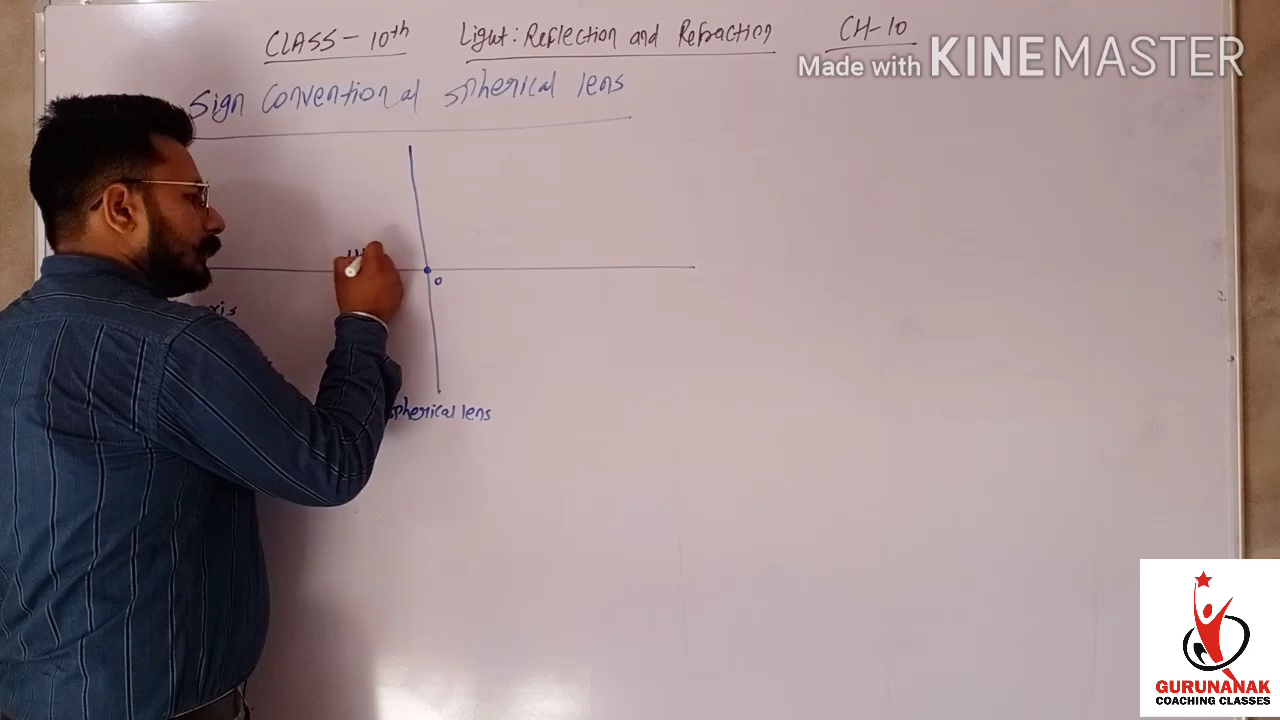 CLASS - 10th Light: Reflection and Refraction CH-10
Made with KINEMASTER
Sign Conventional spherical lens
o
spherical lens
GURUNANAK
COACHING CLASSES